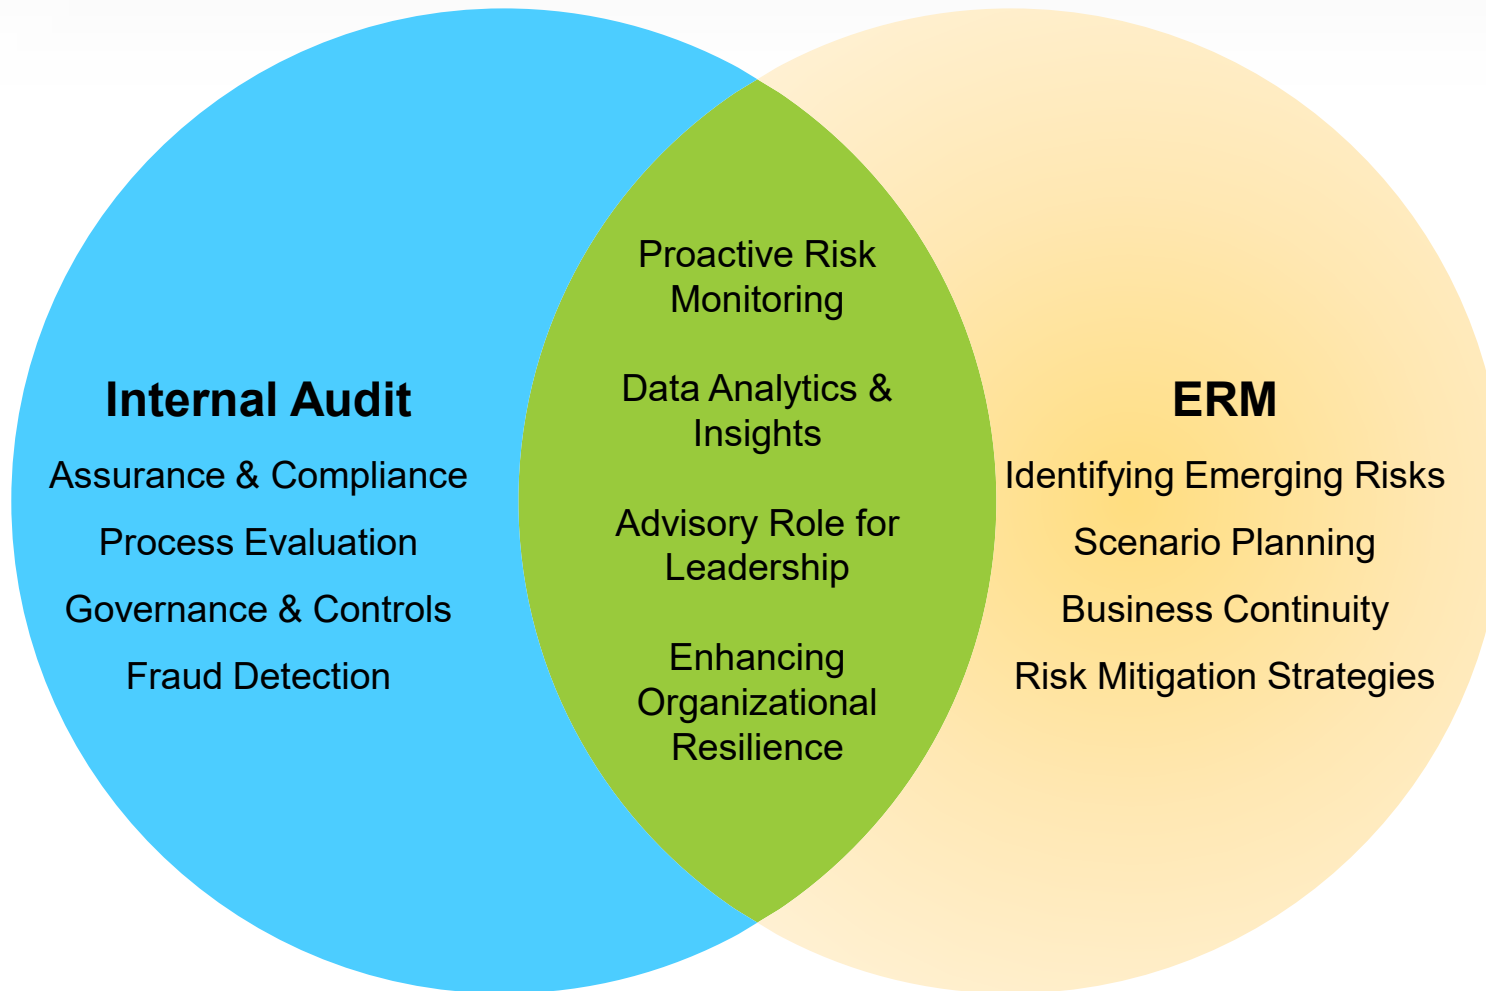 Internal Audit
Assurance & Compliance
Process Evaluation
Governance & Controls
Fraud Detection
Proactive Risk
Monitoring
Data Analytics &
Insights
Advisory Role for
Leadership
Enhancing
Organizational
Resilience
ERM
Identifying Emerging Risks
Scenario Planning
Business Continuity
Risk Mitigation Strategies